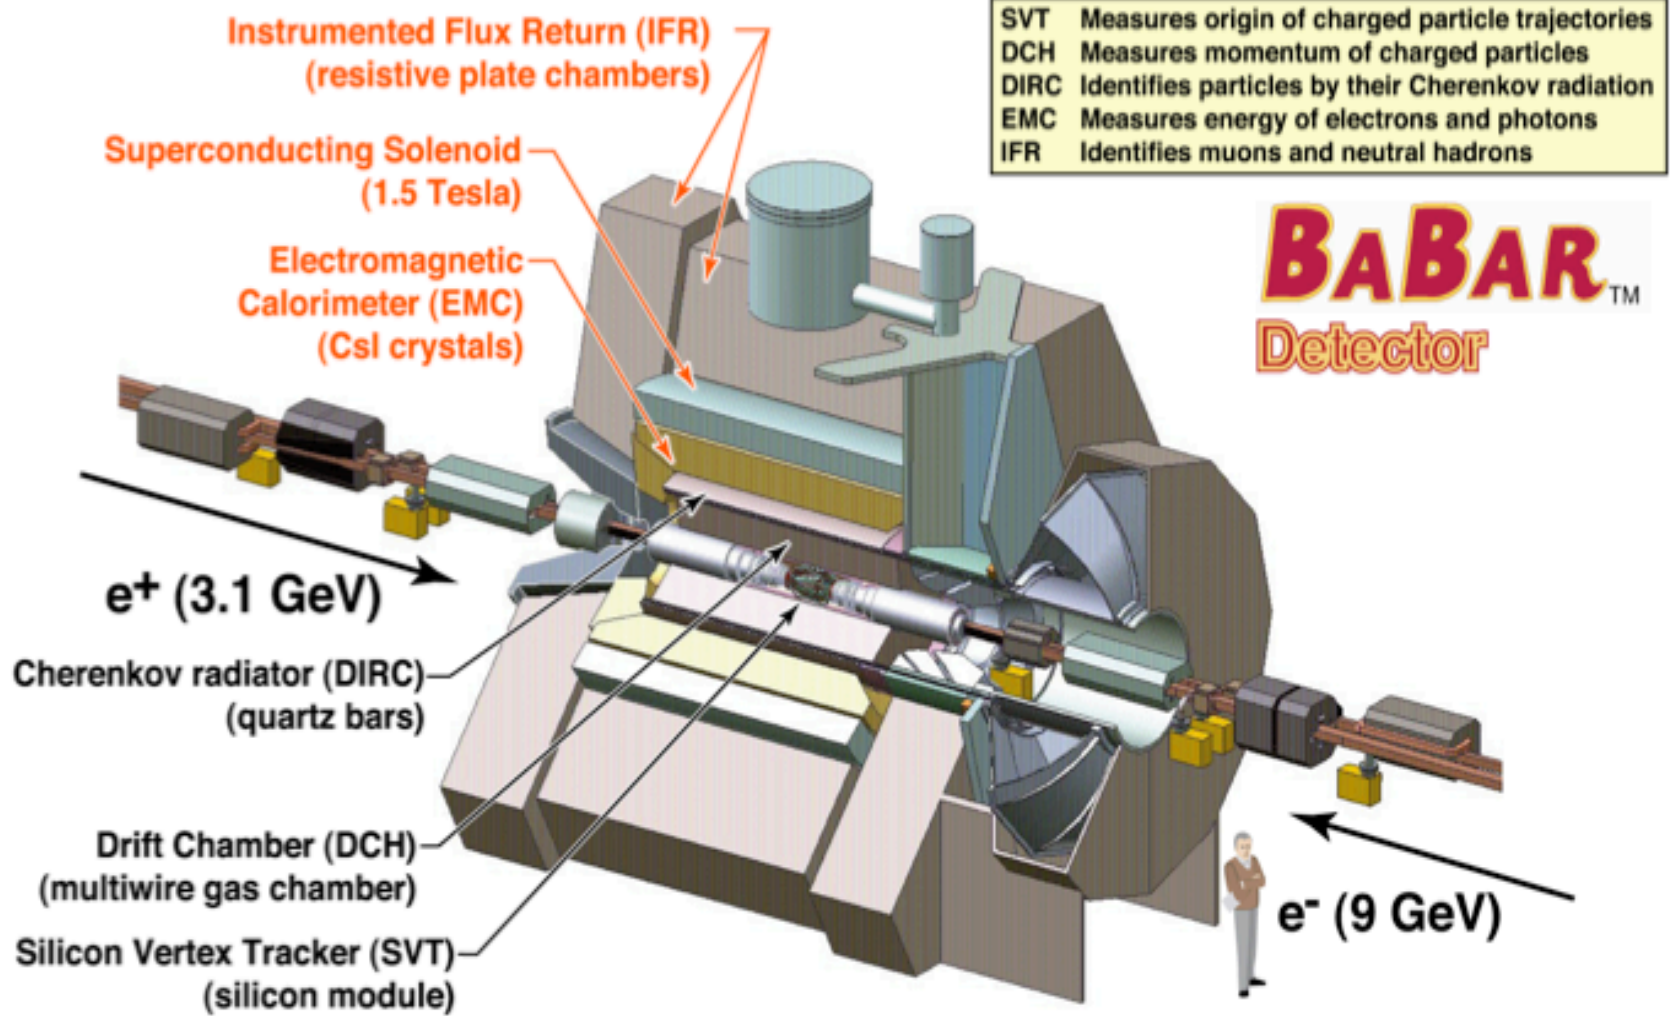 Instrumented Flux Return (IFR)
(resistive plate chambers)
Superconducting Solenoid
(1.5 Tesla)
Electromagnetic
Calorimeter (EMC)
(CsI crystals)
SVT Measures origin of charged particle trajectories
DCH Measures momentum of charged particles
DIRC Identifies particles by their Cherenkov radiation
EMC Measures energy of electrons and photons
IFR Identifies muons and neutral hadrons
BABAR TM
Detector
e+ (3.1 GeV)
Cherenkov radiator (DIRC)
(quartz bars)
Drift Chamber (DCH)
(multiwire gas chamber)
Silicon Vertex Tracker (SVT)
(silicon module)
e- (9 GeV)